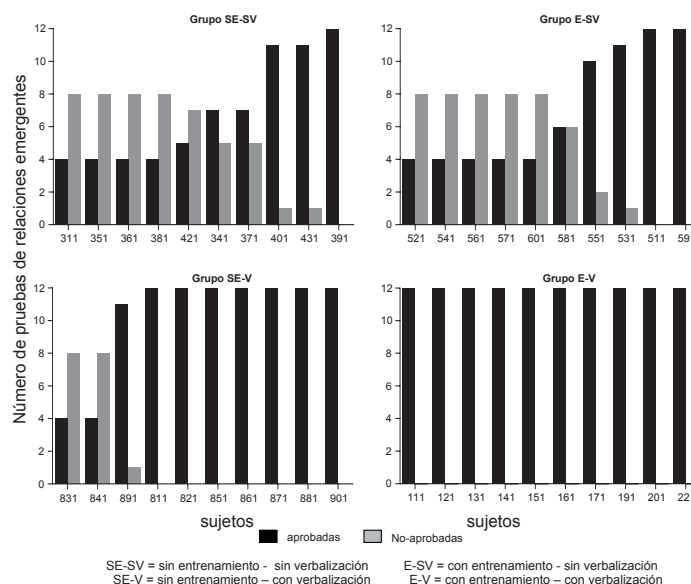 Grupo SE-SV
Grupo E-SV
Número de pruebas de relaciones emergentes
12
10
8
6
4
2
0
311 351 361 381 421 341 371 401 431 391
12
10
8
6
4
2
0
521 541 561 571 601 581 551 531 511 59
Grupo SE-V
Grupo E-V
12
10
8
6
4
2
0
831 841 891 811 821 851 861 871 881 901
12
10
8
6
4
2
0
111 121 131 141 151 161 171 191 201 22
sujetos
sujetos
aprobadas No-aprobadas
SE-SV = sin entrenamiento - sin verbalización E-SV = con entrenamiento - sin verbalización
SE-V = sin entrenamiento – con verbalización E-V = con entrenamiento – con verbalización